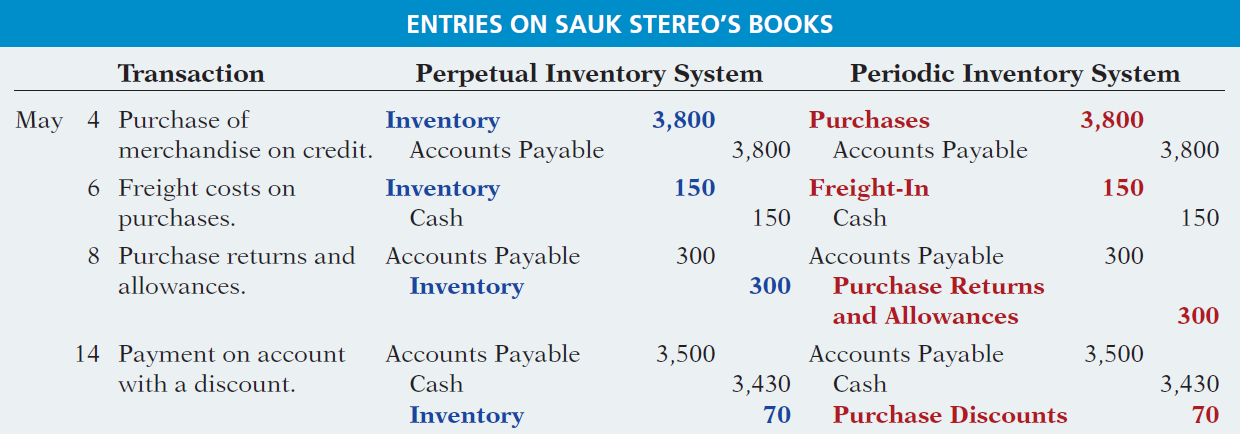 ENTRIES ON SAUK STEREO'S BOOKS
Transaction Perpetual Inventory System Periodic Inventory System
May 4 Purchase of Inventory 3,800 Purchases 3,800
merchandise on credit. Accounts Payable 3,800 Accounts Payable 3,800
6 Freight costs on Inventory 150 Freight-In 150
purchases. Cash 150 Cash 150
8 Purchase returns and Accounts Payable 300 Accounts Payable 300
allowances. Inventory 300 Purchase Returns
and Allowances 300
14 Payment on account Accounts Payable 3,500 Accounts Payable 3,500
with a discount. Cash 3,430 Cash 3,430
Inventory 70 Purchase Discounts 70